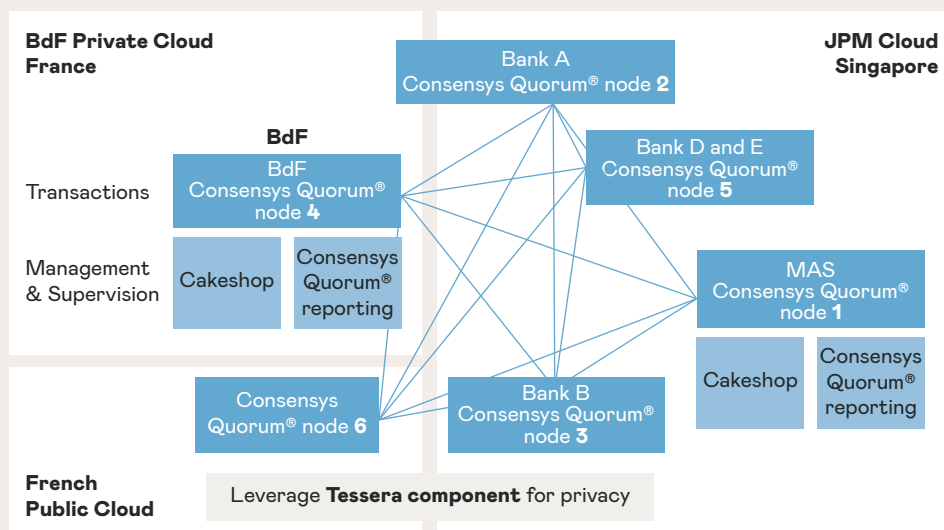 BdF Private Cloud
France
JPM Cloud
Singapore
Bank A
Consensys Quorum® node 2
BdF
Bank D and E
Consensys Quorum®
node 5
Transactions
BdF
Consensys Quorum®
node 4
Management
& Supervision
Cakeshop
Consensys
Quorum®
reporting
MAS
Consensys Quorum®
node 1
Cakeshop
Consensys
Quorum®
reporting
Consensys
Quorum® node 6
Bank B
Consensys Quorum®
node 3
French
Public Cloud
Leverage Tessera component for privacy